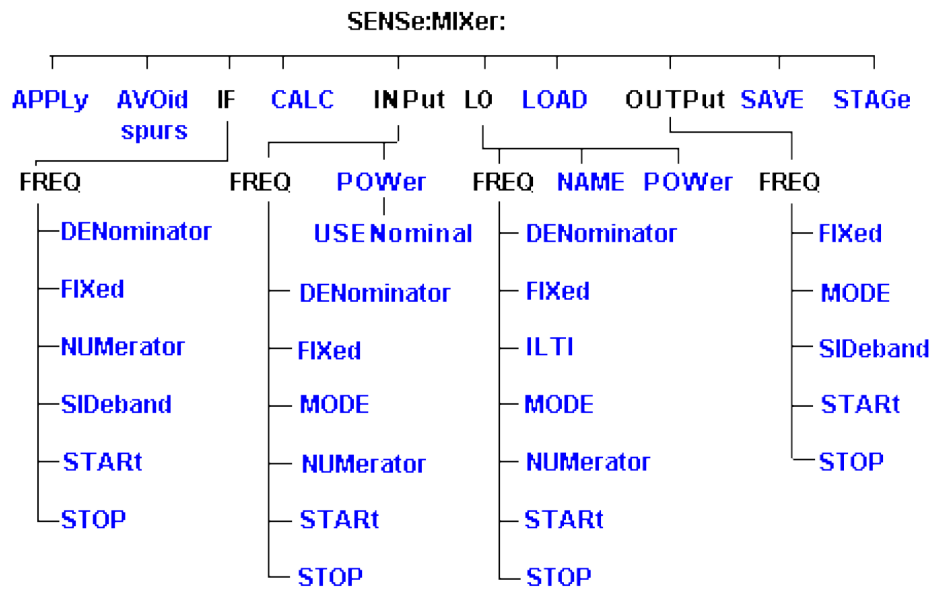 SENSe:MIXer:
APPLy AVOid spurs IF CALC INPut LO LOAD OUTPut SAVE STAGe
FREQ FREQ POWer FREQ NAME POWer FREQ
DENominator USENominal DENominator FIXed
FIXed DENominator FIXed MODE
NUMerator FIXed ILTI SIDeband
SIDeband MODE MODE STARt
STARt NUMerator NUMerator STOP
STOP STARt STARt
STOP STOP